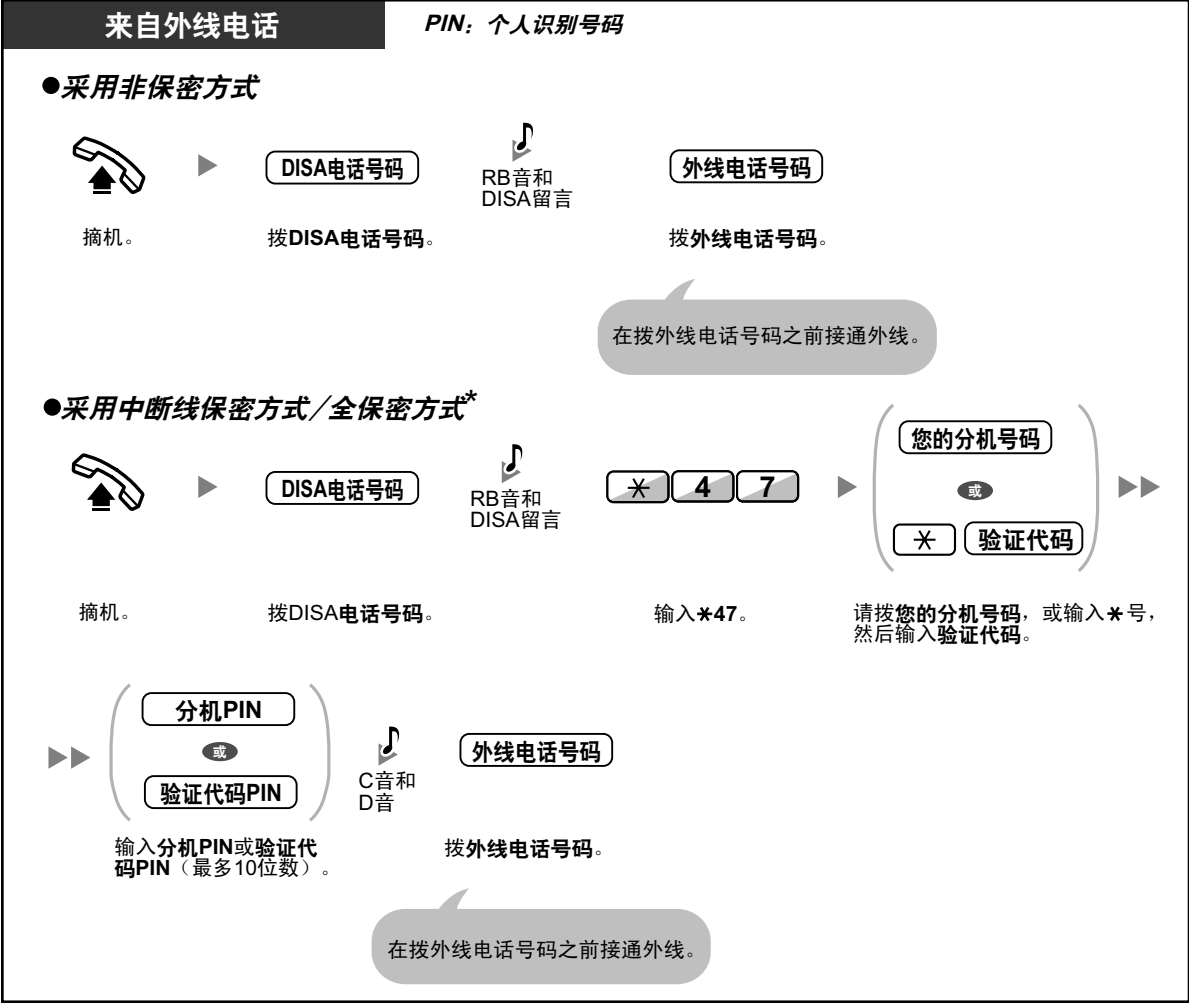 来自外线电话
PIN：个人识别号码
●采用非保密方式
DISA电话号码
RB音和
DISA留言
外线电话号码
摘机。
拨DISA电话号码。
拨外线电话号码。
在拨外线电话号码之前接通外线。
●采用中断线保密方式／全保密方式*
DISA电话号码
RB音和
DISA留言
＊ 4 7
您的分机号码
或
＊ 验证代码
摘机。
拨DISA电话号码。
输入＊47。
请拨您的分机号码，或输入＊号，
然后输入验证代码。
分机PIN
或
验证代码PIN
C音和
D音
外线电话号码
输入分机PIN或验证代
码PIN（最多10位数）。
拨外线电话号码。
在拨外线电话号码之前接通外线。